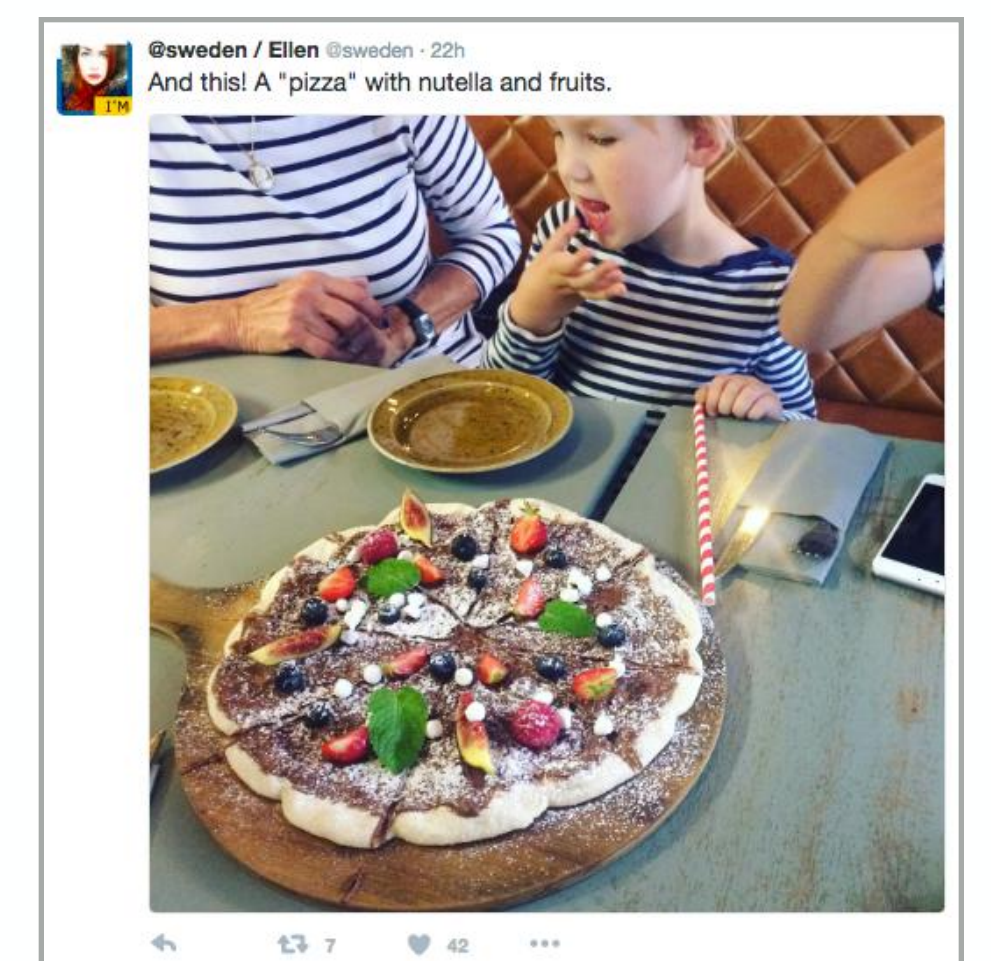 @sweden / Ellen @sweden · 22h
I'M
And this! A "pizza" with nutella and fruits.
7 42